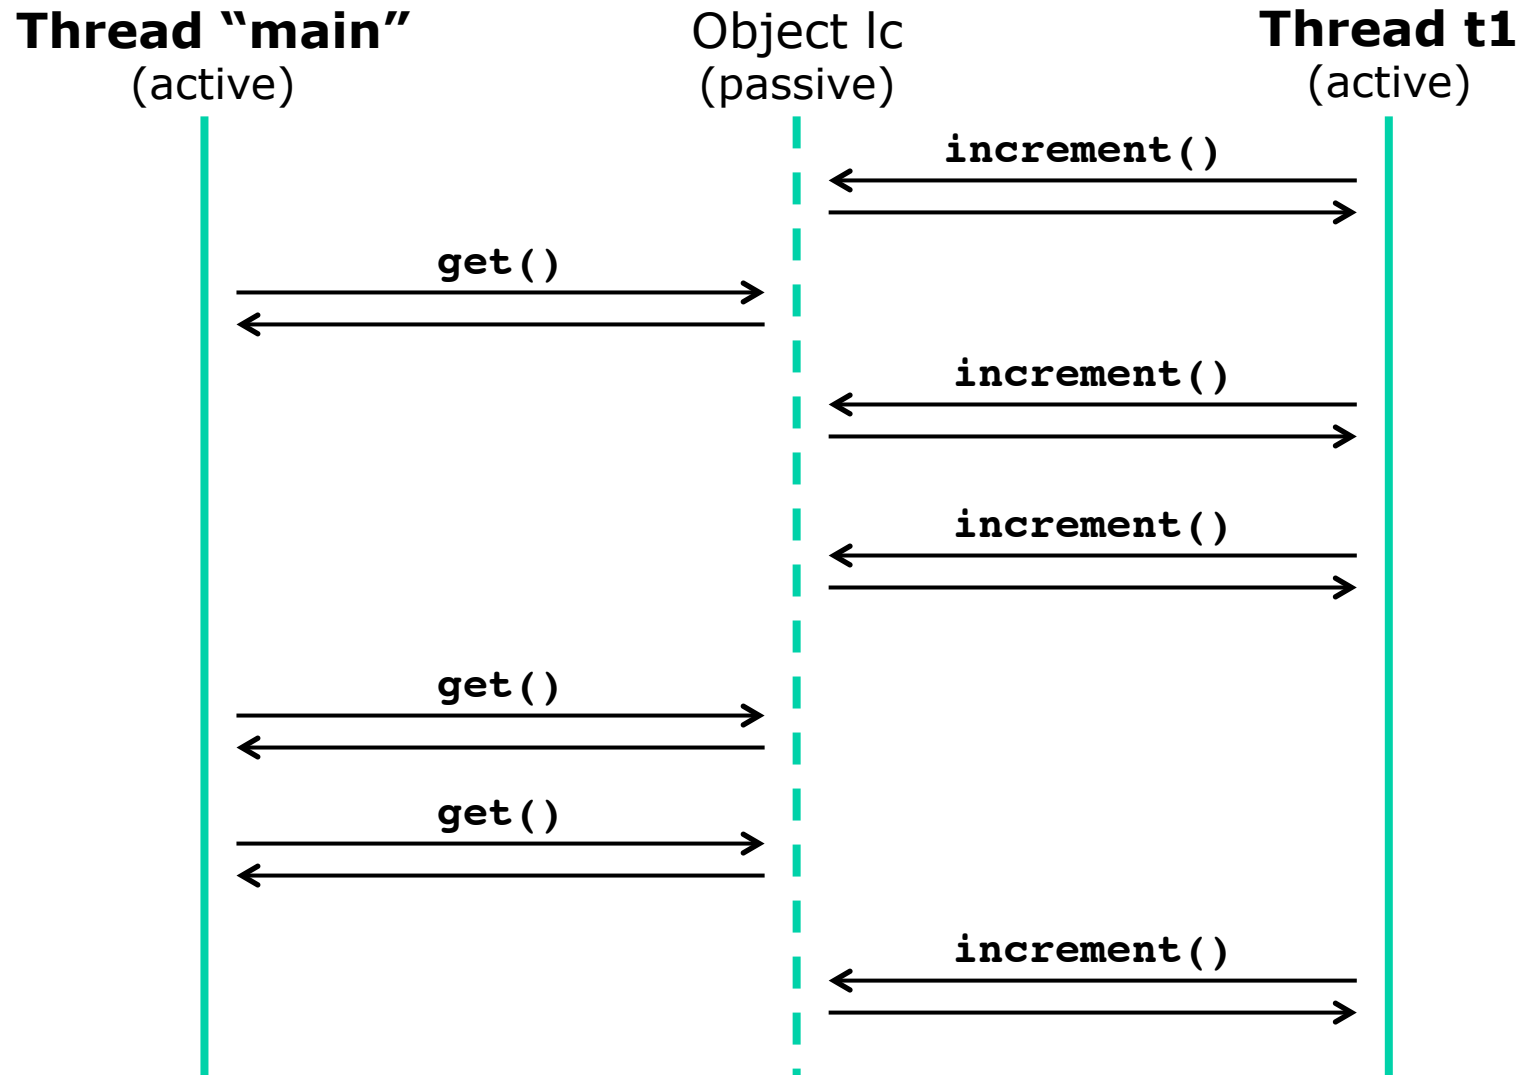 Thread “main”
(active)
Object lc
(passive)
Thread t1
(active)
increment()
get()
increment()
increment()
get()
get()
increment()